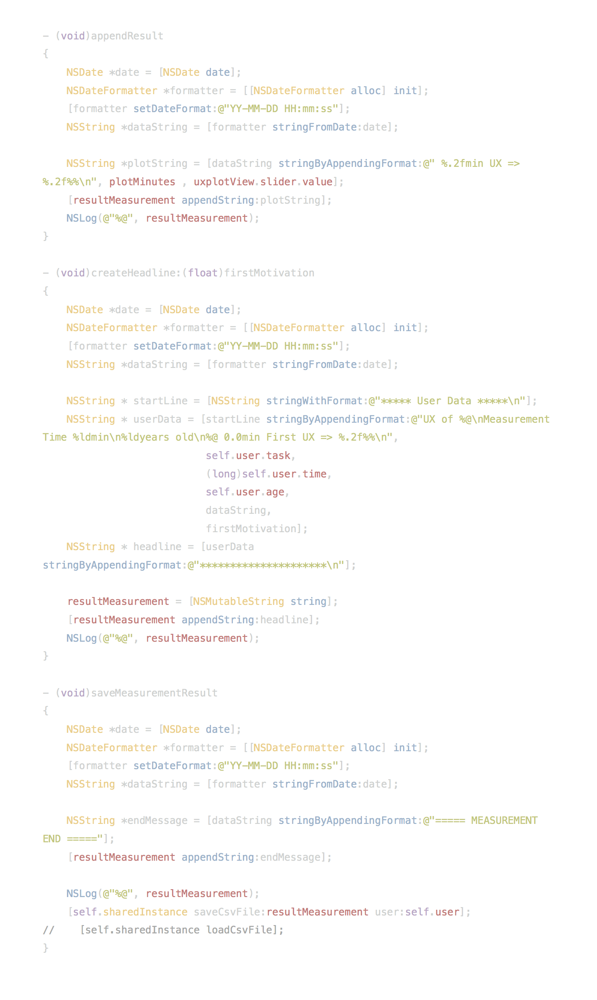 - (void)appendResult
{
    NSDate *date = [NSDate date];
    NSDateFormatter *formatter = [[NSDateFormatter alloc] init];
    [formatter setDateFormat:@"YY-MM-DD HH:mm:ss"];
    NSString *dataString = [formatter stringFromDate:date];

    NSString *plotString = [dataString stringByAppendingFormat:@" %.2fmin UX =>
%.2f%%\n", plotMinutes , uxplotView.slider.value];
    [resultMeasurement appendString:plotString];
    NSLog(@"%@", resultMeasurement);
}

- (void)createHeadline:(float)firstMotivation
{
    NSDate *date = [NSDate date];
    NSDateFormatter *formatter = [[NSDateFormatter alloc] init];
    [formatter setDateFormat:@"YY-MM-DD HH:mm:ss"];
    NSString *dataString = [formatter stringFromDate:date];

    NSString * startLine = [NSString stringWithFormat:@"***** User Data *****\n"];
    NSString * userData = [startLine stringByAppendingFormat:@"UX of %@\nMeasurement
Time %ldmin\n%ldyears old\n%@ 0.0min First UX => %.2f%%\n",
                           self.user.task,
                           (long)self.user.time,
                           self.user.age,
                           dataString,
                           firstMotivation];
    NSString * headline = [userData
stringByAppendingFormat:@"*********************\n"];

    resultMeasurement = [NSMutableString string];
    [resultMeasurement appendString:headline];
    NSLog(@"%@", resultMeasurement);
}

- (void)saveMeasurementResult
{
    NSDate *date = [NSDate date];
    NSDateFormatter *formatter = [[NSDateFormatter alloc] init];
    [formatter setDateFormat:@"YY-MM-DD HH:mm:ss"];
    NSString *dataString = [formatter stringFromDate:date];

    NSString *endMessage = [dataString stringByAppendingFormat:@"===== MEASUREMENT
END ====="];
    [resultMeasurement appendString:endMessage];

    NSLog(@"%@", resultMeasurement);
    [self.sharedInstance saveCsvFile:resultMeasurement user:self.user];
//    [self.sharedInstance loadCsvFile];
}